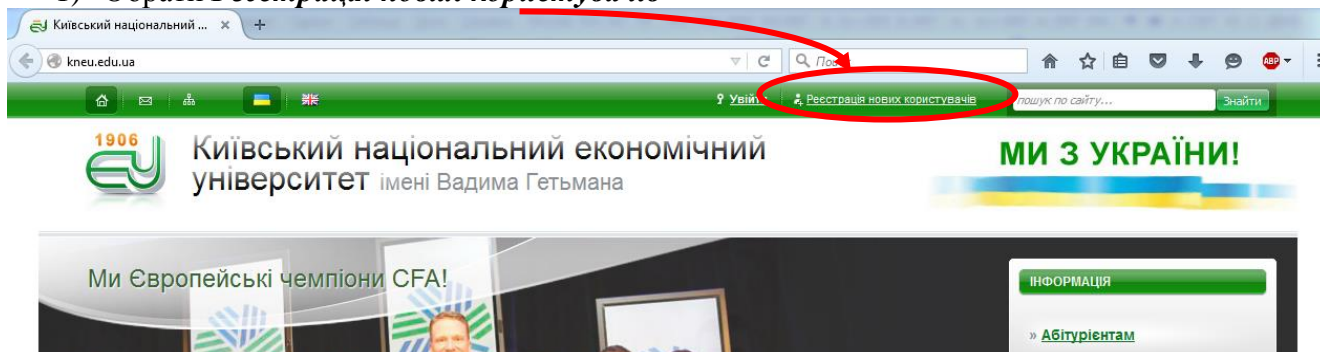 Київський національний ...
kneu.edu.ua
ABP
Увійти
Реєстрація нових користувачів
пошук по сайту...
Знайти
1906
Київський національний економічний
університет імені Вадима Гетьмана
МИ З УКРАЇНИ!
Ми Європейські чемпіони CFA!
ІНФОРМАЦІЯ
» Абітурієнтам